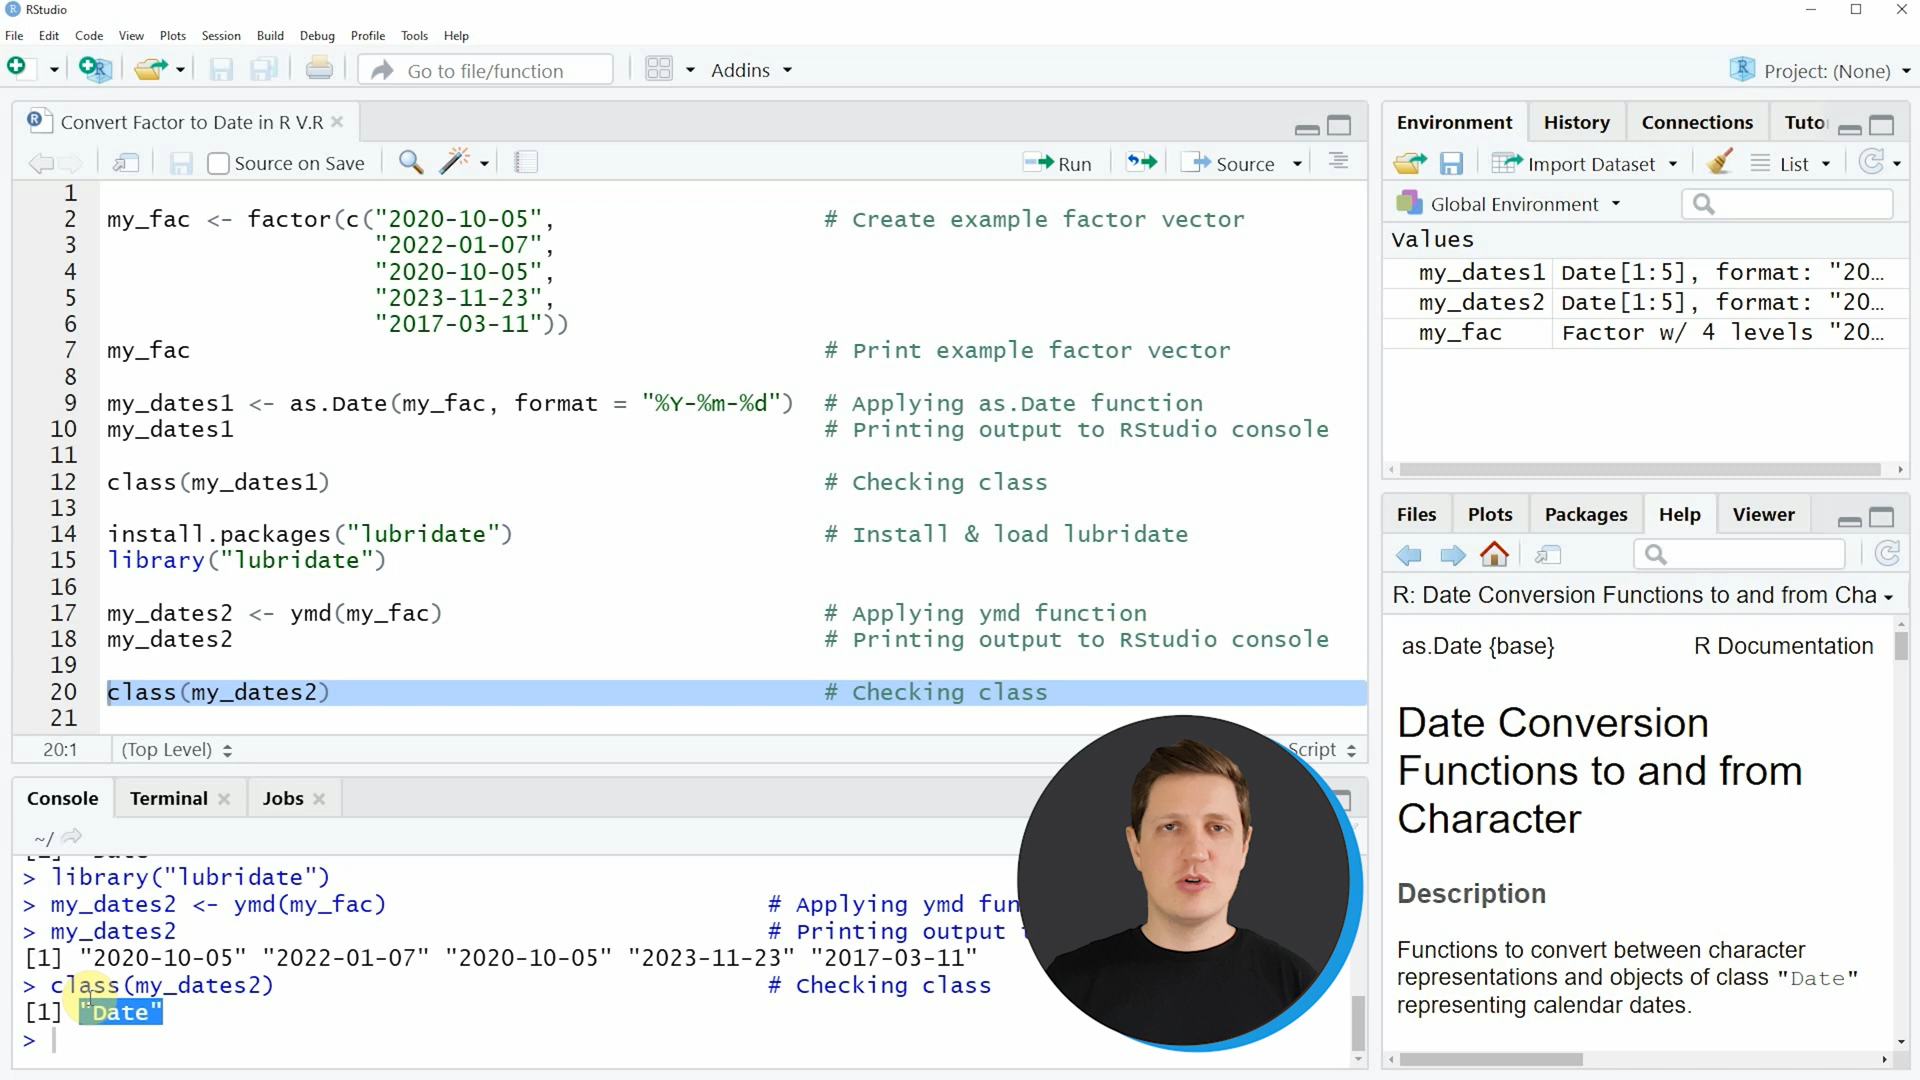 RStudio
File Edit Code View Plots Session Build Debug Profile Tools Help
Go to file/function Addins Project: (None)
Convert Factor to Date in R V.R
Source on Save Run Source
1
2 my_fac <- factor(c("2020-10-05", # Create example factor vector
3 "2022-01-07",
4 "2020-10-05",
5 "2023-11-23",
6 "2017-03-11"))
7 my_fac # Print example factor vector
8
9 my_dates1 <- as.Date(my_fac, format = "%Y-%m-%d") # Applying as.Date function
10 my_dates1 # Printing output to RStudio console
11
12 class(my_dates1) # Checking class
13
14 install.packages("lubridate") # Install & load lubridate
15 library("lubridate")
16
17 my_dates2 <- ymd(my_fac) # Applying ymd function
18 my_dates2 # Printing output to RStudio console
19
20 class(my_dates2) # Checking class
21
20:1 (Top Level) Script
Console Terminal Jobs
~/
> library("lubridate")
> my_dates2 <- ymd(my_fac) # Applying ymd fun
> my_dates2 # Printing output
[1] "2020-10-05" "2022-01-07" "2020-10-05" "2023-11-23" "2017-03-11"
> class(my_dates2) # Checking class
[1] "Date"
>
Environment History Connections Tuto
Import Dataset List
Global Environment
Values
my_dates1 Date[1:5], format: "20…
my_dates2 Date[1:5], format: "20…
my_fac Factor w/ 4 levels "20…
Files Plots Packages Help Viewer
R: Date Conversion Functions to and from Cha
as.Date {base} R Documentation
Date Conversion
Functions to and from
Character
Description
Functions to convert between character
representations and objects of class "Date"
representing calendar dates.